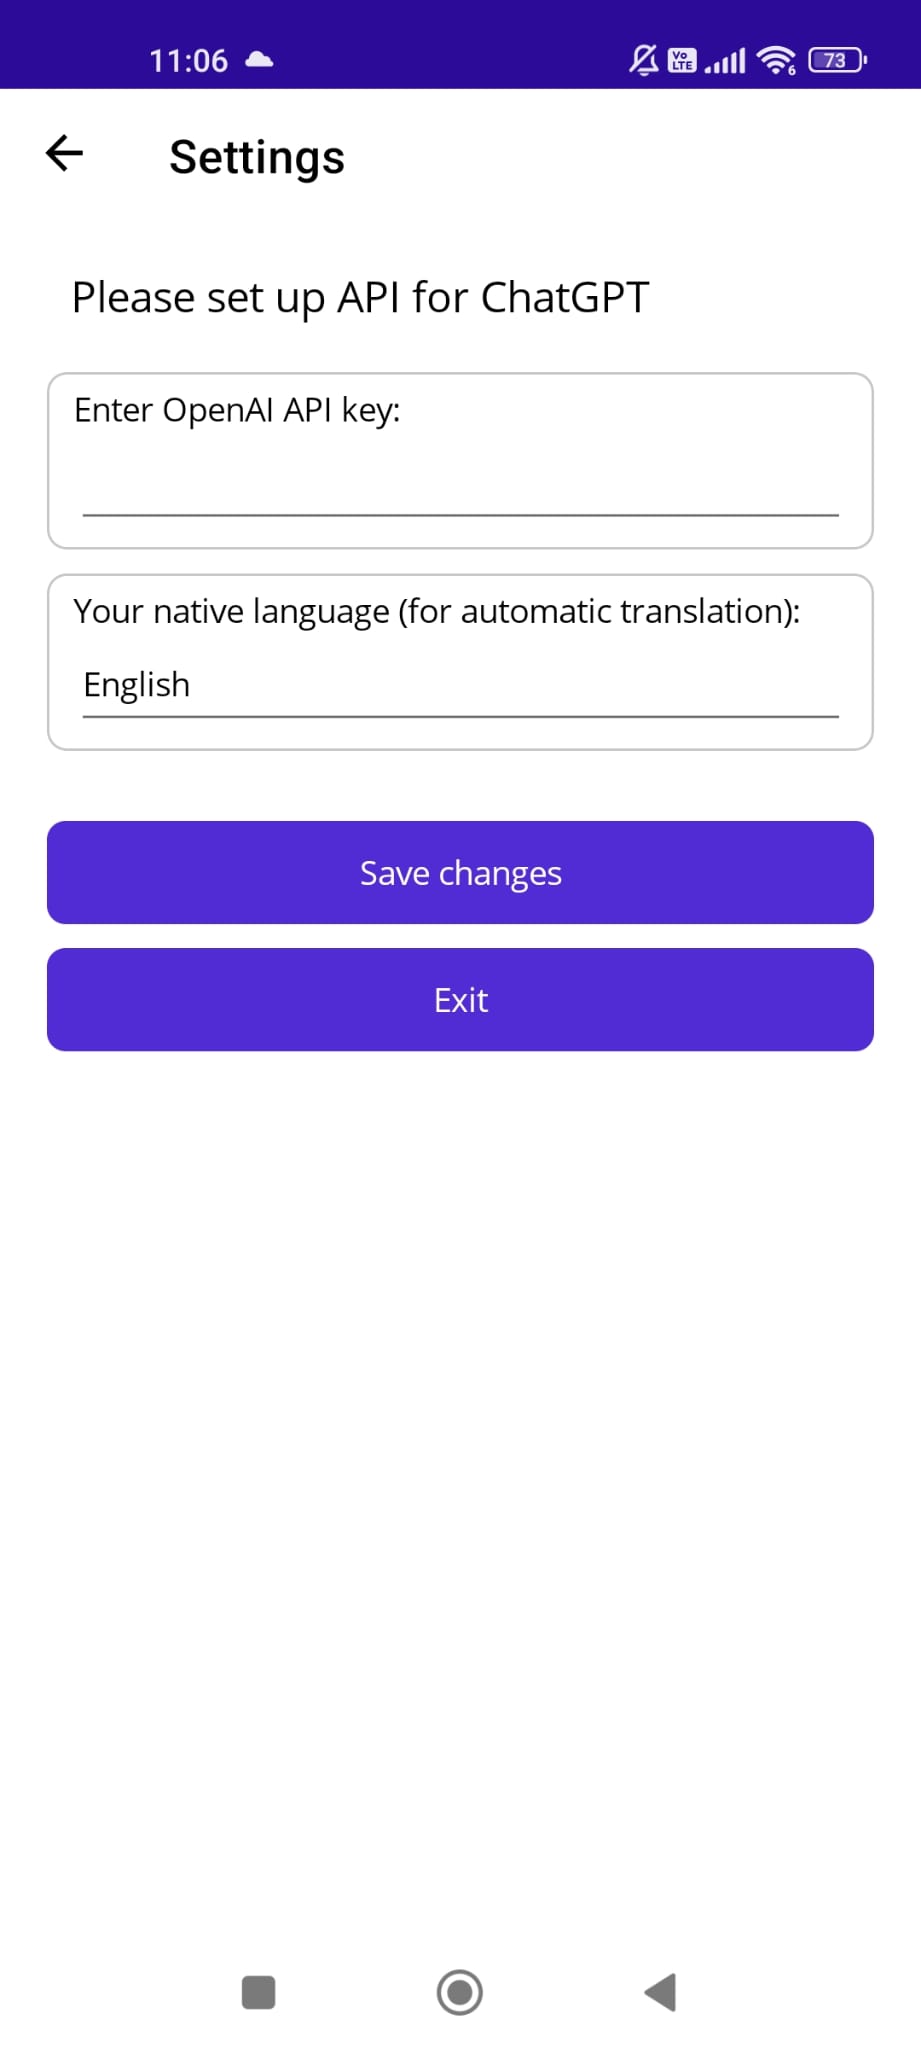 11:06
Vo LTE
6
73
Settings
Please set up API for ChatGPT
Enter OpenAI API key:
Your native language (for automatic translation):
English
Save changes
Exit